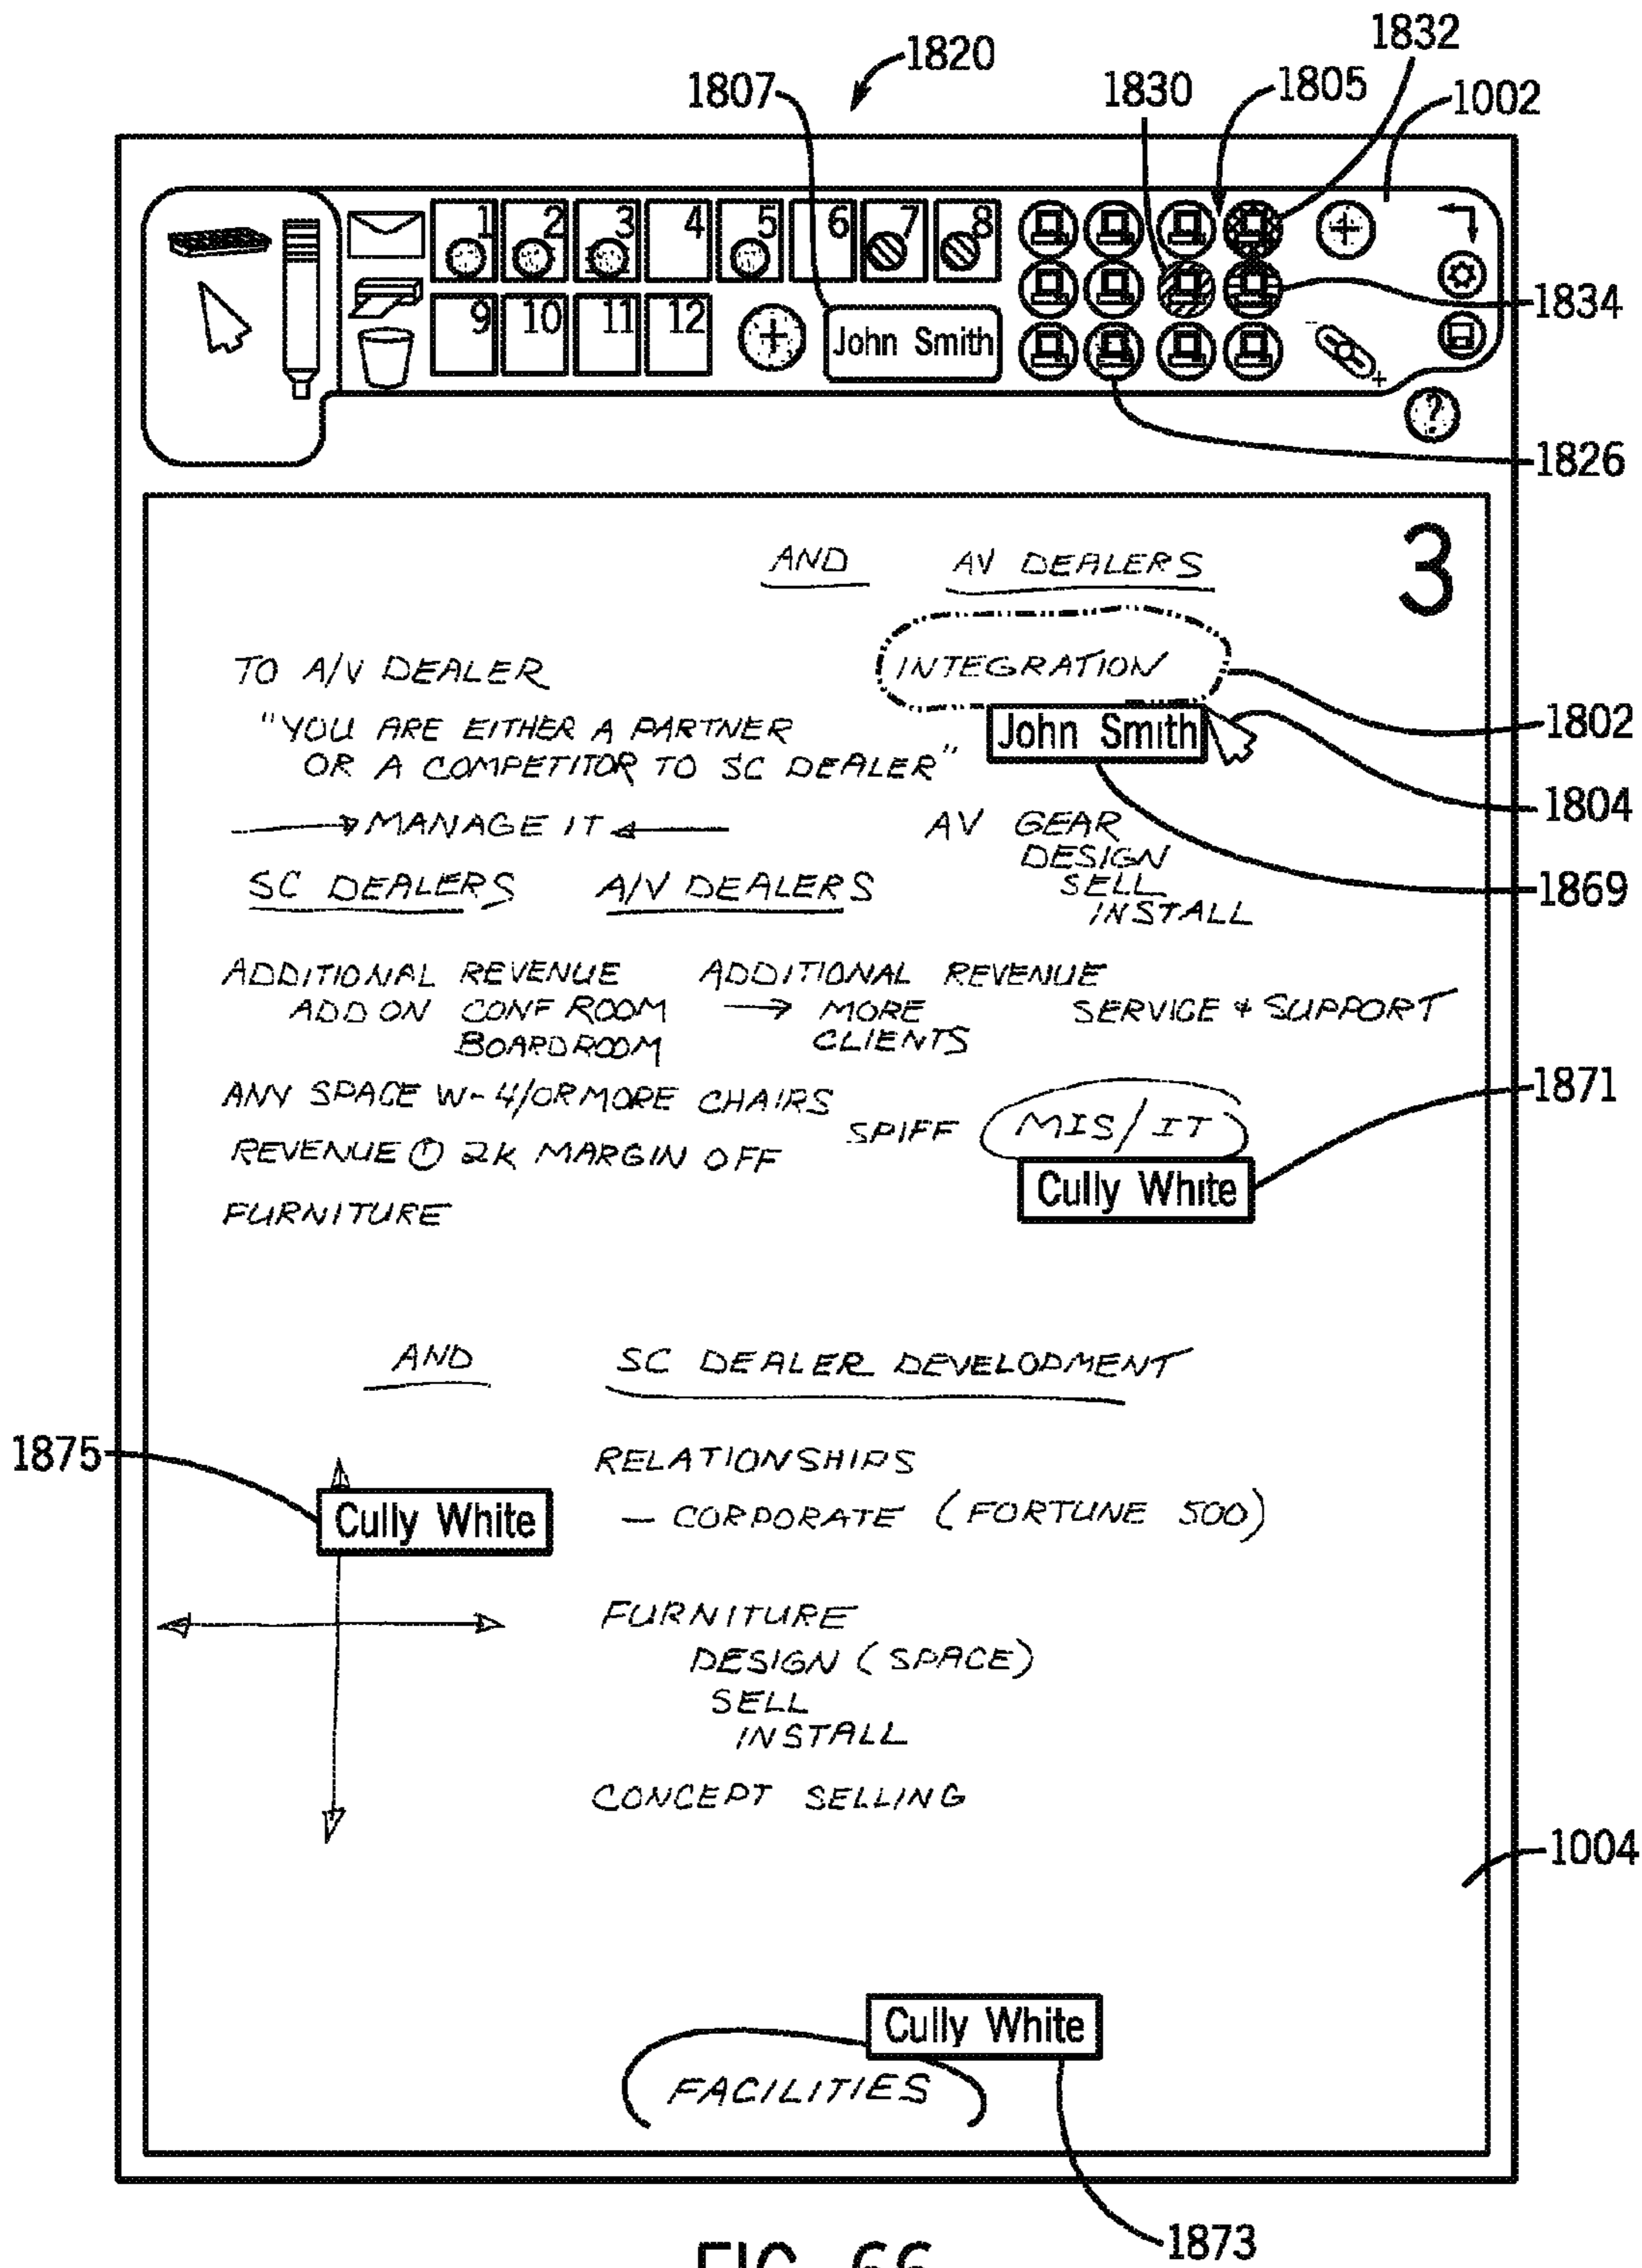 1832
1820
1807
1830
1805
1002
1 2 3 4 5 6 7 8
9 10 11 12
+
John Smith
+
- +
?
1834
1826
3
AND AV DEALERS
INTEGRATION
TO A/V DEALER
1802
John Smith
"YOU ARE EITHER A PARTNER
OR A COMPETITOR TO SC DEALER"
1804
MANAGE IT
AV GEAR
DESIGN
SELL
INSTALL
1869
SC DEALERS A/V DEALERS
ADDITIONAL REVENUE ADDITIONAL REVENUE
ADD ON CONF ROOM → MORE SERVICE & SUPPORT
BOARDROOM CLIENTS
1871
ANY SPACE W- 4/OR MORE CHAIRS
SPIFF MIS/IT
REVENUE ① 2K MARGIN OFF
Cully White
FURNITURE
AND SC DEALER DEVELOPMENT
1875
RELATIONSHIPS
Cully White
— CORPORATE (FORTUNE 500)
FURNITURE
DESIGN (SPACE)
SELL
INSTALL
CONCEPT SELLING
1004
Cully White
FACILITIES
1873
FIG. 66